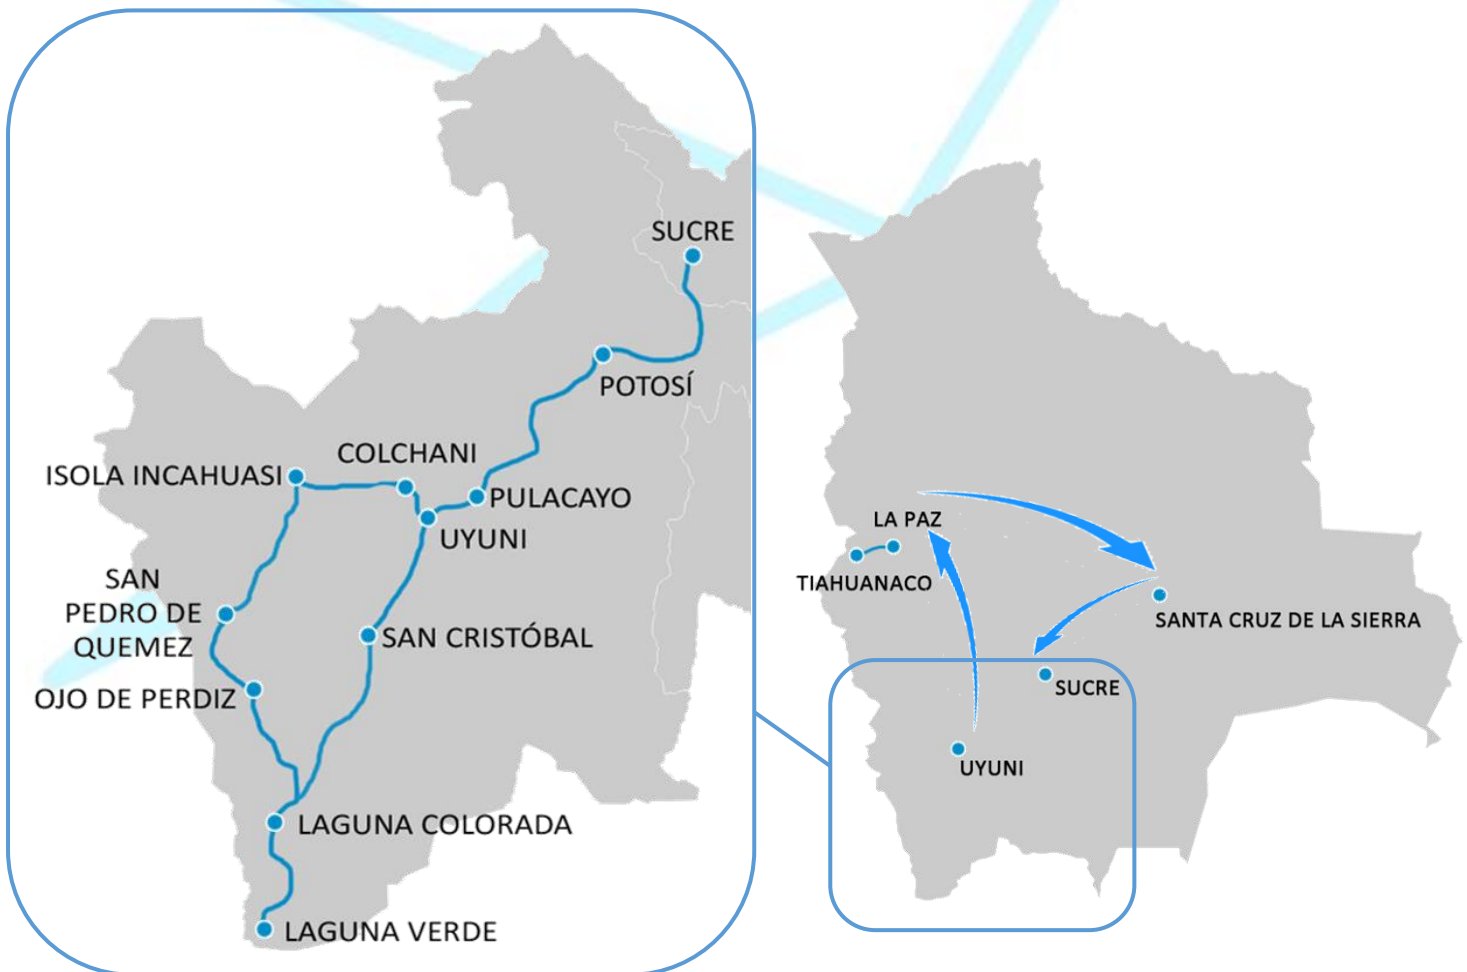 SUCRE
POTOSÍ
COLCHANI
ISOLA INCAHUASI
PULACAYO
UYUNI
SAN
PEDRO DE
QUEMEZ
SAN CRISTÓBAL
OJO DE PERDIZ
LAGUNA COLORADA
LAGUNA VERDE
LA PAZ
TIAHUANACO
SANTA CRUZ DE LA SIERRA
SUCRE
UYUNI